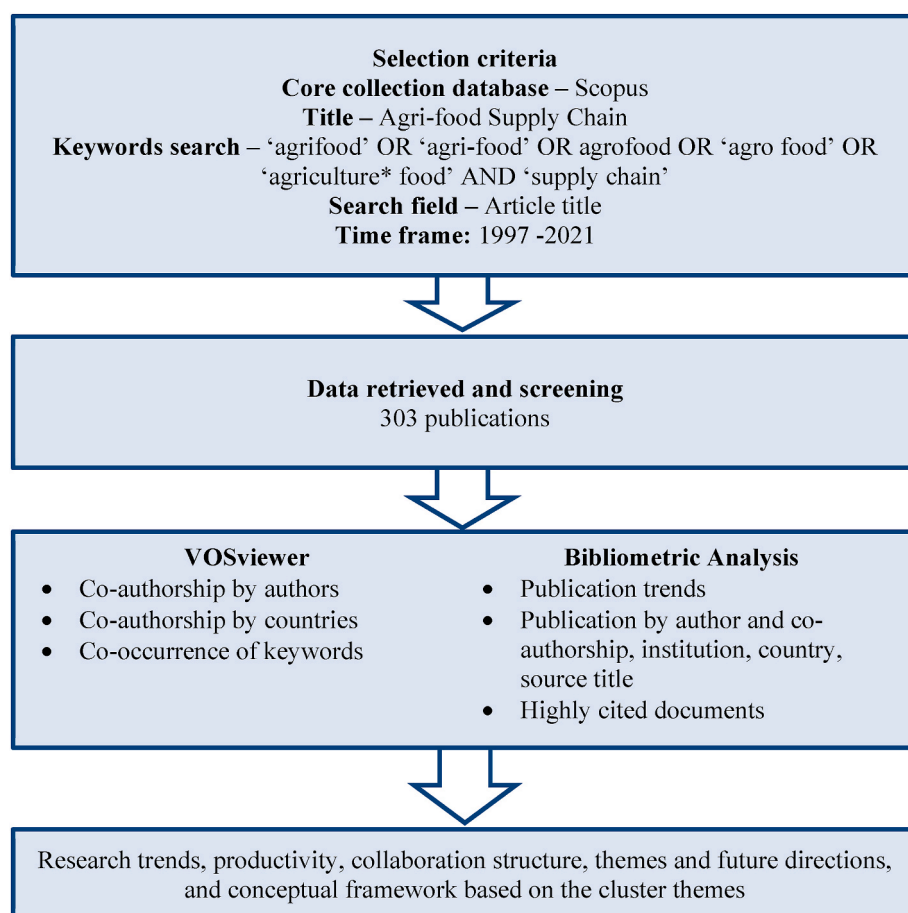 Selection criteria
Core collection database – Scopus
Title – Agri-food Supply Chain
Keywords search – ‘agrifood’ OR ‘agri-food’ OR agrofood OR ‘agro food’ OR
‘agriculture* food’ AND ‘supply chain’
Search field – Article title
Time frame: 1997 -2021
Data retrieved and screening
303 publications
VOSviewer
• Co-authorship by authors
• Co-authorship by countries
• Co-occurrence of keywords
Bibliometric Analysis
• Publication trends
• Publication by author and co-
authorship, institution, country,
source title
• Highly cited documents
Research trends, productivity, collaboration structure, themes and future directions,
and conceptual framework based on the cluster themes